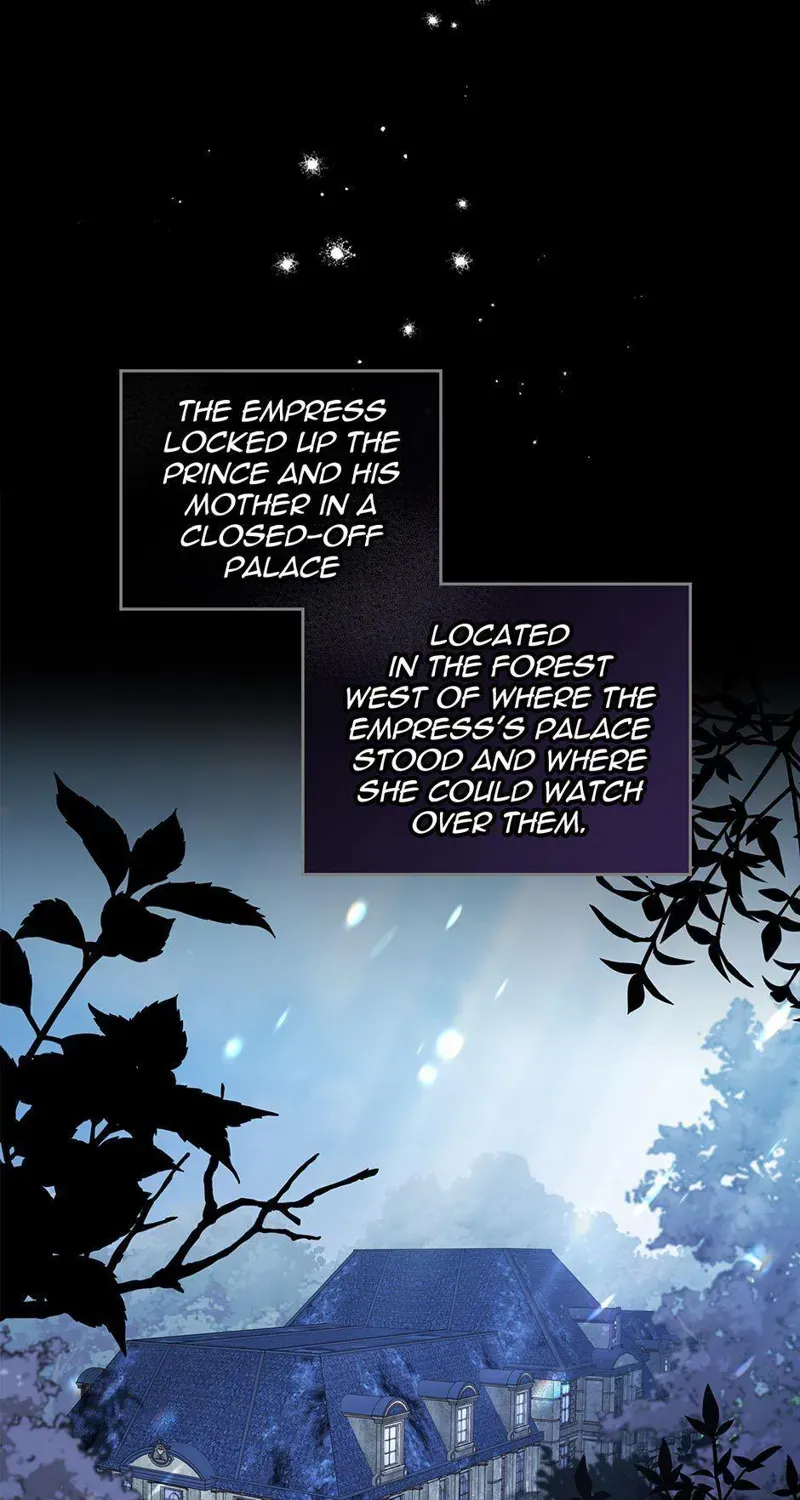 THE EMPRESS
LOCKED UP THE
PRINCE AND HIS
MOTHER IN A
CLOSED-OFF
PALACE
LOCATED
IN THE FOREST
WEST OF WHERE THE
EMPRESS'S PALACE
STOOD AND WHERE
SHE COULD WATCH
OVER THEM.